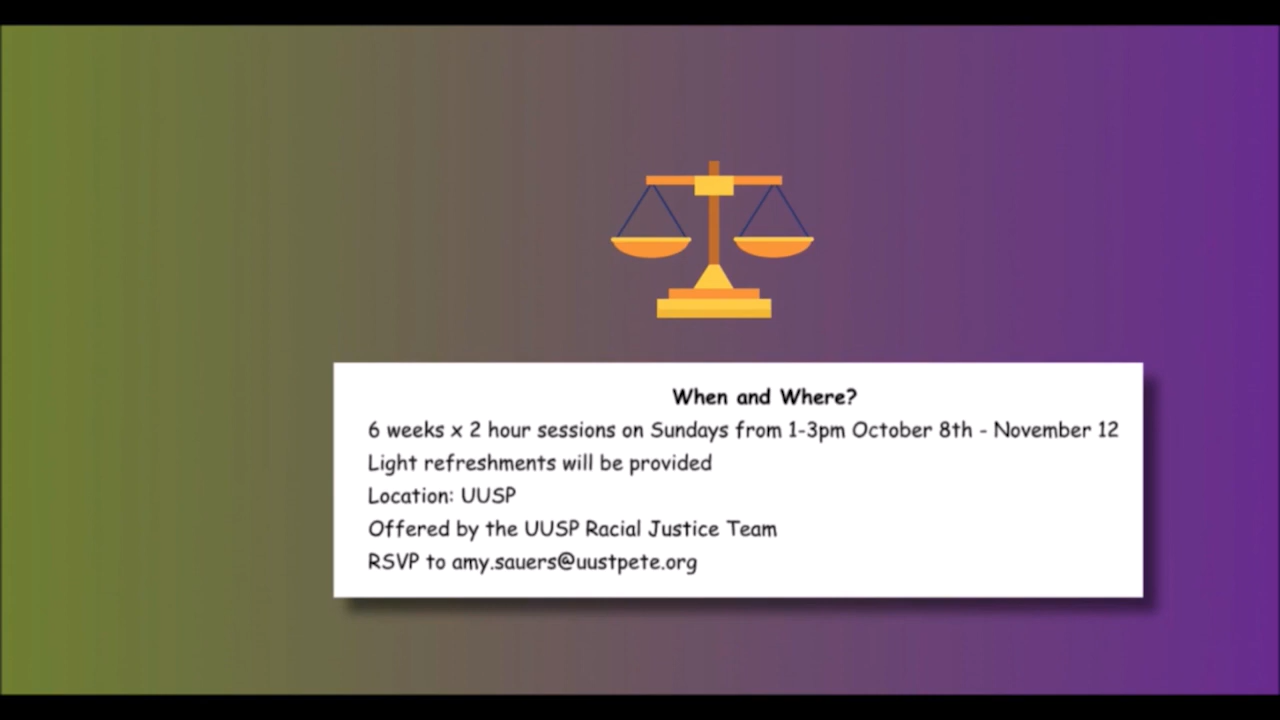 When and Where?
6 weeks x 2 hour sessions on Sundays from 1-3pm October 8th - November 12
Light refreshments will be provided
Location: UUSP
Offered by the UUSP Racial Justice Team
RSVP to amy.sauers@uustpete.org